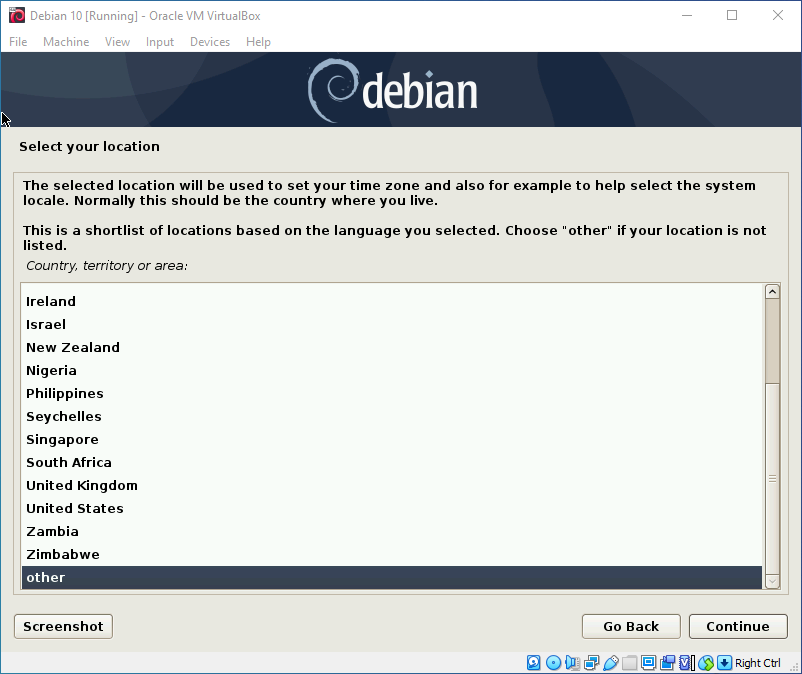 Debian 10 [Running] - Oracle VM VirtualBox
File Machine View Input Devices Help
debian
Select your location
The selected location will be used to set your time zone and also for example to help select the system
locale. Normally this should be the country where you live.
This is a shortlist of locations based on the language you selected. Choose "other" if your location is not
listed.
Country, territory or area:
Ireland
Israel
New Zealand
Nigeria
Philippines
Seychelles
Singapore
South Africa
United Kingdom
United States
Zambia
Zimbabwe
other
Screenshot
Go Back
Continue
Right Ctrl